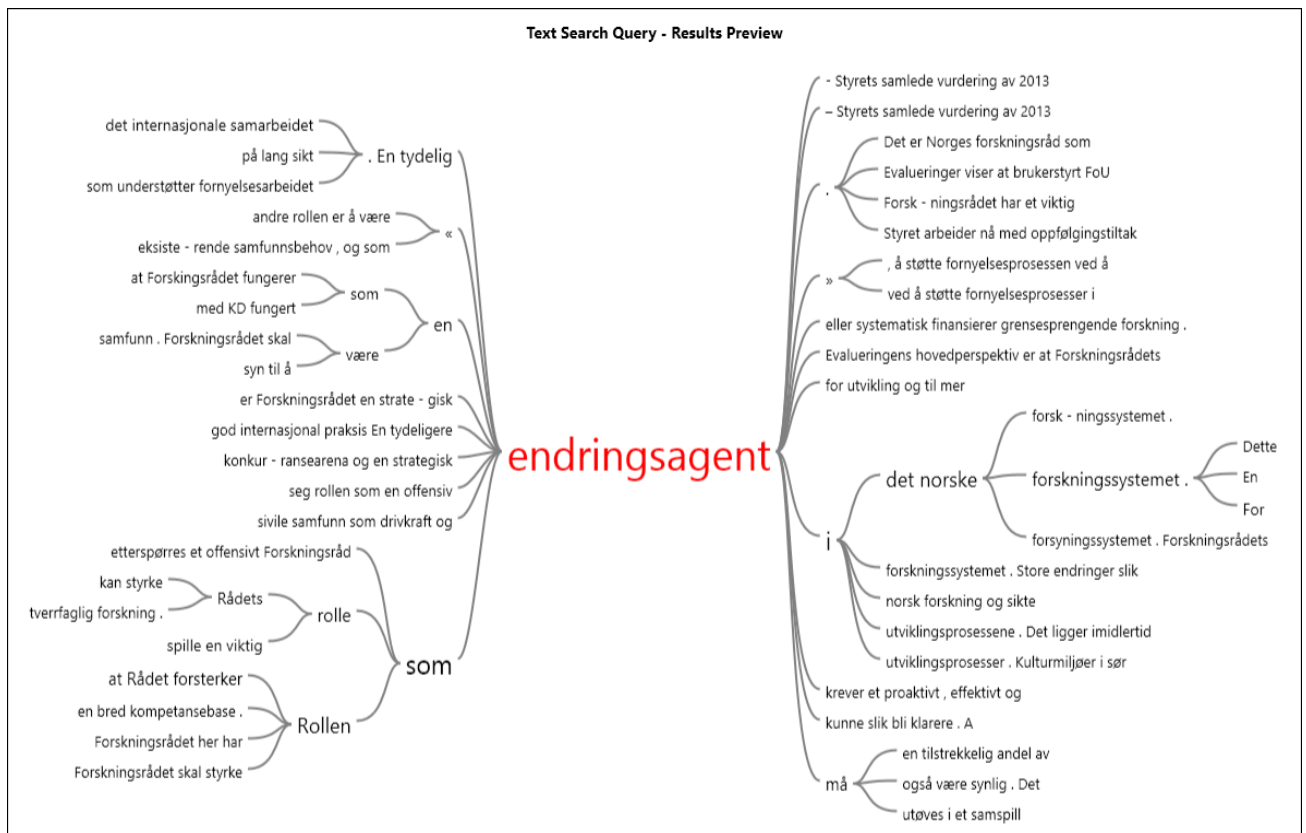 Text Search Query - Results Preview
det internasjonale samarbeidet
på lang sikt
som understøtter fornyelsesarbeidet
. En tydelig
andre rollen er å være
eksiste - rende samfunnsbehov , og som
«
at Forskingsrådet fungerer
med KD fungert
som
samfunn . Forskningsrådet skal
syn til å
være
en
er Forskningsrådet en strate - gisk
god internasjonal praksis En tydeligere
konkur - ransearena og en strategisk
seg rollen som en offensiv
sivile samfunn som drivkraft og
etterspørres et offensivt Forskningsråd
kan styrke
tverrfaglig forskning .
Rådets
spille en viktig
rolle
at Rådet forsterker
en bred kompetansebase .
Forskningsrådet her har
Forskningsrådet skal styrke
Rollen
som
endringsagent
- Styrets samlede vurdering av 2013
– Styrets samlede vurdering av 2013
.
Det er Norges forskningsråd som
Evalueringer viser at brukerstyrt FoU
Forsk - ningsrådet har et viktig
Styret arbeider nå med oppfølgingstiltak
»
, å støtte fornyelsesprosessen ved å
ved å støtte fornyelsesprosesser i
eller systematisk finansierer grensesprengende forskning .
Evalueringens hovedperspektiv er at Forskningsrådets
for utvikling og til mer
i
det norske
forsk - ningssystemet .
forskningssystemet .
Dette
En
For
forsyningssystemet . Forskningsrådets
forskningssystemet . Store endringer slik
norsk forskning og sikte
utviklingsprosessene . Det ligger imidlertid
utviklingsprosesser . Kulturmiljøer i sør
krever et proaktivt , effektivt og
kunne slik bli klarere . A
må
en tilstrekkelig andel av
også være synlig . Det
utøves i et samspill